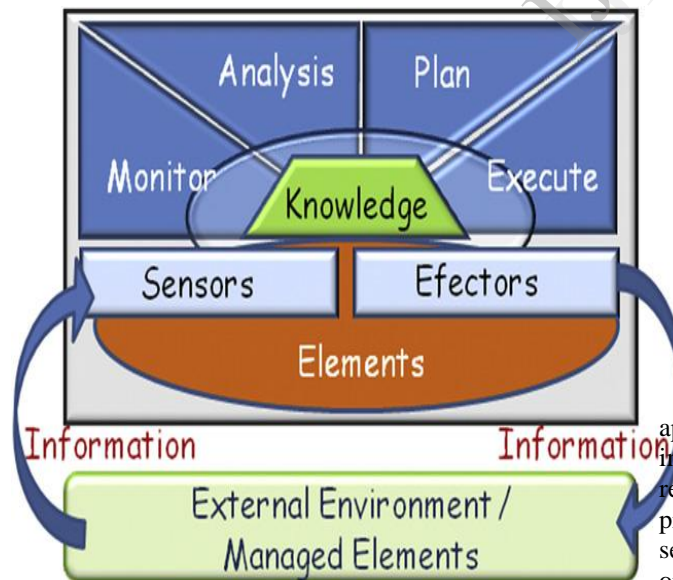 Analysis Plan
Monitor Execute
Knowledge
Sensors Efectors
Elements
Information Information
External Environment /
Managed Elements